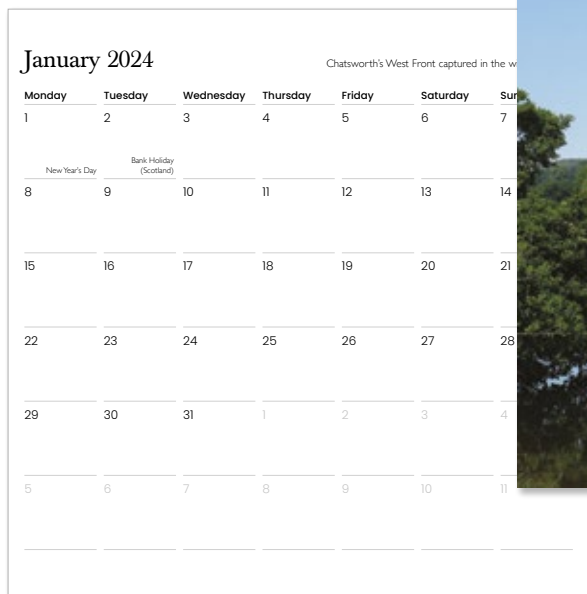 January 2024
Chatsworth's West Front captured in the
Monday Tuesday Wednesday Thursday Friday Saturday
1 2 3 4 5 6 7
New Year's Day
Bank Holiday
(Scotland)
8 9 10 11 12 13 14
15 16 17 18 19 20 21
22 23 24 25 26 27 28
29 30 31 1 2 3 4
5 6 7 8 9 10 11